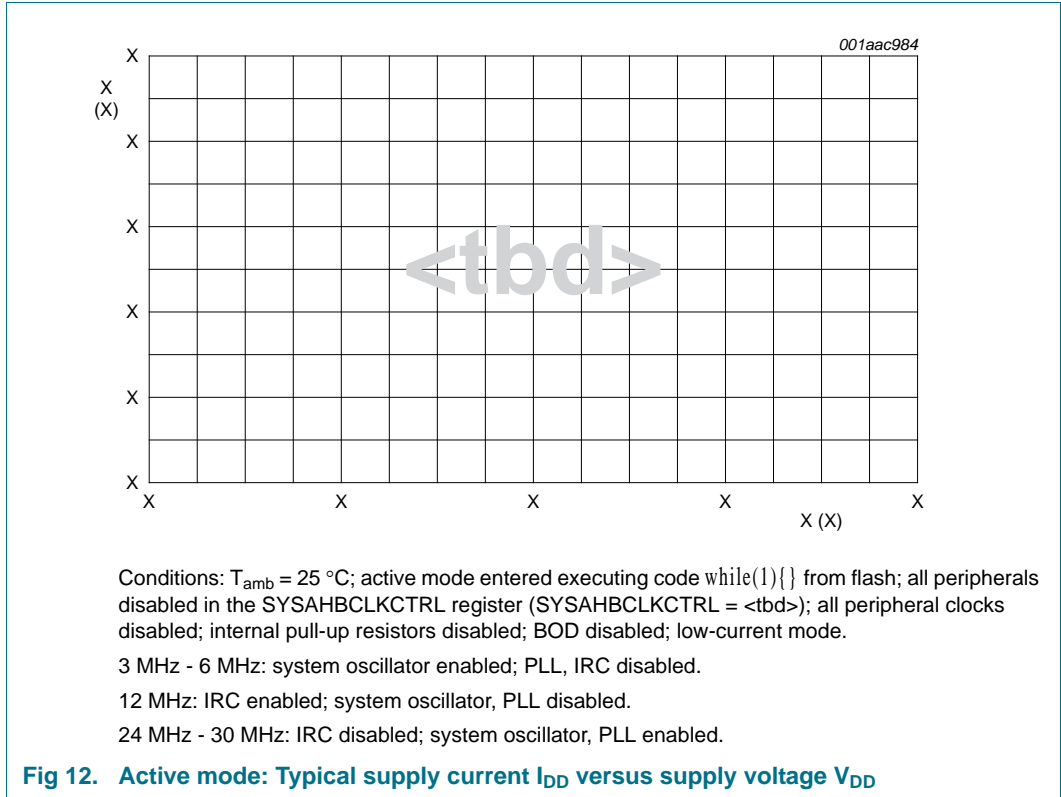 001aac984
X
X
(X)
X
X
<tbd>
X
X
X
X X X X X
X (X)
Conditions: Tamb = 25 °C; active mode entered executing code while(1){} from flash; all peripherals
disabled in the SYSAHBCLKCTRL register (SYSAHBCLKCTRL = <tbd>); all peripheral clocks
disabled; internal pull-up resistors disabled; BOD disabled; low-current mode.
3 MHz - 6 MHz: system oscillator enabled; PLL, IRC disabled.
12 MHz: IRC enabled; system oscillator, PLL disabled.
24 MHz - 30 MHz: IRC disabled; system oscillator, PLL enabled.
Fig 12. Active mode: Typical supply current IDD versus supply voltage VDD